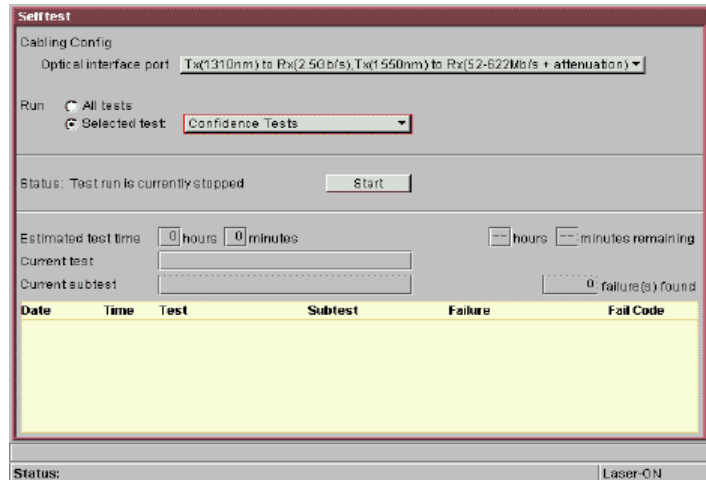 Selftest
Cabling Config
Optical interface port Tx(1310nm) to Rx(2.5Gb/s),Tx(1550nm) to Rx(52-622Mb/s + attenuation)
Run All tests
Selected test: Confidence Tests
Status: Test run is currently stopped Start
Estimated test time 0 hours 0 minutes -- hours -- minutes remaining
Current test
Current subtest 0 failure(s) found
Date Time Test Subtest Failure Fail Code
Status: Laser-ON